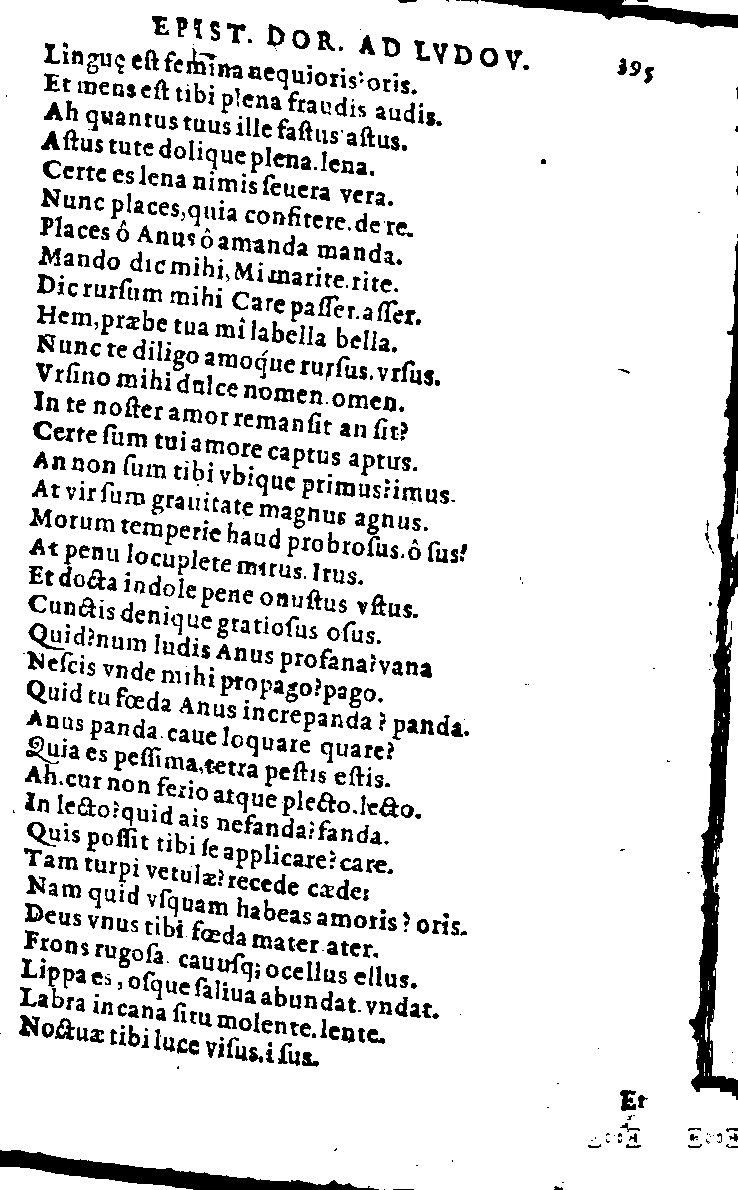 EPIST. DOR. AD LVDOV. 395
Linguę eſt femina nequioris: oris.
Et mens eſt tibi plena fraudis audis.
Ah quantus tuus ille faſtus aſtus.
Aſtus tute dolique plena. lena.
Certe es lena nimis ſeuera vera.
Nunc places, quia confitere. de re.
Places ô Anus ô amanda manda.
Mando dic mihi, Mi marite. rite.
Dic rurſum mihi Care paſſer. aſſer.
Hem, præbe tua mî labella bella.
Nunc te diligo amoq́ue rurſus. vrſus.
Vrſino mihi dulce nomen. omen.
In te noſter amor remanſit an ſit?
Certe ſum tui amore captus aptus.
An non ſum tibi vbique primus? imus.
At vir ſum grauitate magnus agnus.
Morum temperie haud probroſus. ô ſus!
At penu locuplete mirus. Irus.
Et docta indole pene onuſtus vſtus.
Cunctis denique gratioſus oſus.
Quid? num ludis Anus profana? vana
Neſcis vnde mihi propago? pago.
Quid tu fœda Anus increpanda ? panda.
Anus panda. caue loquare quare?
Quia es peſſima, tetra peſtis eſtis.
Ah. cur non ferio atque plecto. lecto.
In lecto? quid ais nefanda? fanda.
Quis poſſit tibi ſe applicare? care.
Tam turpi vetulæ? recede cæde:
Nam quid vſquam habeas amoris ? oris.
Deus vnus tibi fœda mater. ater.
Frons rugoſa. cauuſq; ocellus ellus.
Lippa es, oſque ſaliua abundat. vndat.
Labra incana ſitu molente. lente.
Noctuæ tibi luce viſus. i ſus.
Et